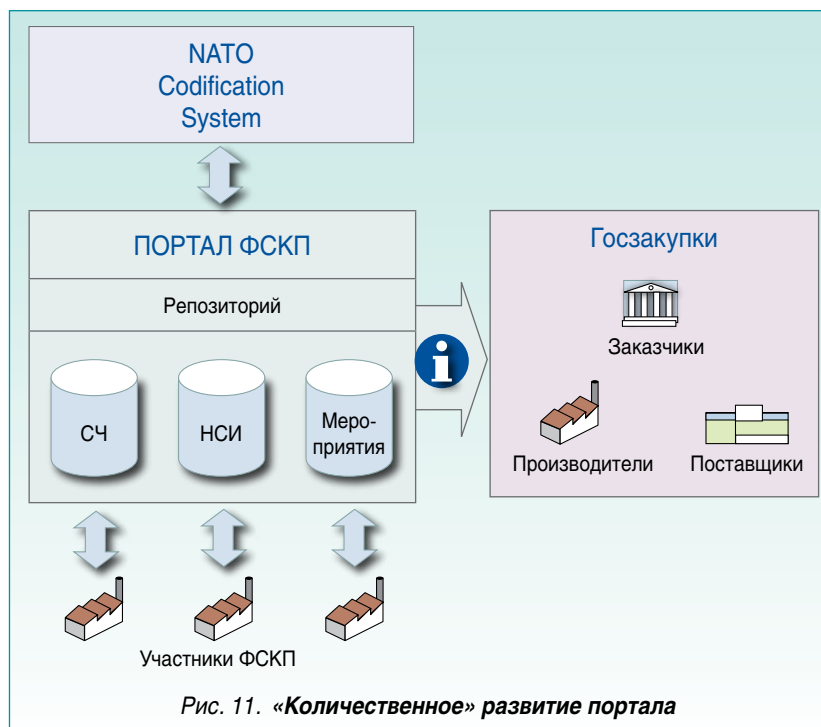 NATO
Codification
System
ПОРТАЛ ФСКП
Репозиторий
СЧ
НСИ
Меро-
приятия
Участники ФСКП
i
Госзакупки
Заказчики
Производители
Поставщики
Рис. 11. «Количественное» развитие портала